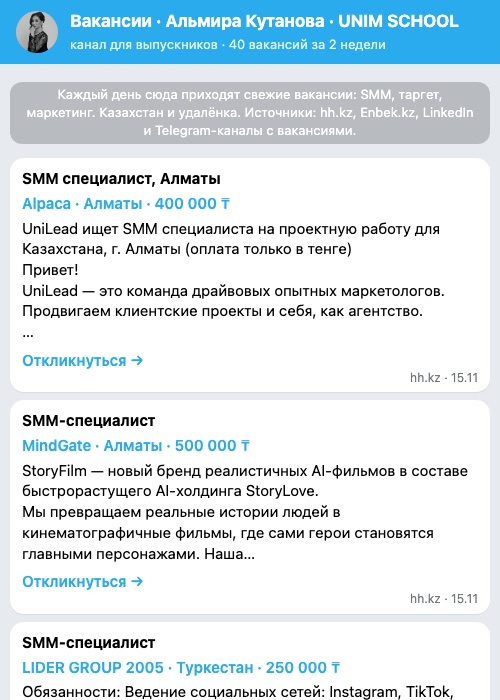 Вакансии · Альмира Кутанова · UNIM SCHOOL
канал для выпускников · 40 вакансий за 2 недели
Каждый день сюда приходят свежие вакансии: SMM, таргет,
маркетинг. Казахстан и удалёнка. Источники: hh.kz, Enbek.kz, LinkedIn
и Telegram-каналы с вакансиями.
SMM специалист, Алматы
Alpaca · Алматы · 400 000 ₸
UniLead ищет SMM специалиста на проектную работу для
Казахстана, г. Алматы (оплата только в тенге)
Привет!
UniLead — это команда драйвовых опытных маркетологов.
Продвигаем клиентские проекты и себя, как агентство.
...
Откликнуться →
hh.kz · 15.11
SMM-специалист
MindGate · Алматы · 500 000 ₸
StoryFilm — новый бренд реалистичных AI-фильмов в составе
быстрорастущего AI-холдинга StoryLove.
Мы превращаем реальные истории людей в
кинематографичные фильмы, где сами герои становятся
главными персонажами. Наша...
Откликнуться →
hh.kz · 15.11
SMM-специалист
LIDER GROUP 2005 · Туркестан · 250 000 ₸
Обязанности: Ведение социальных сетей: Instagram, TikTok,